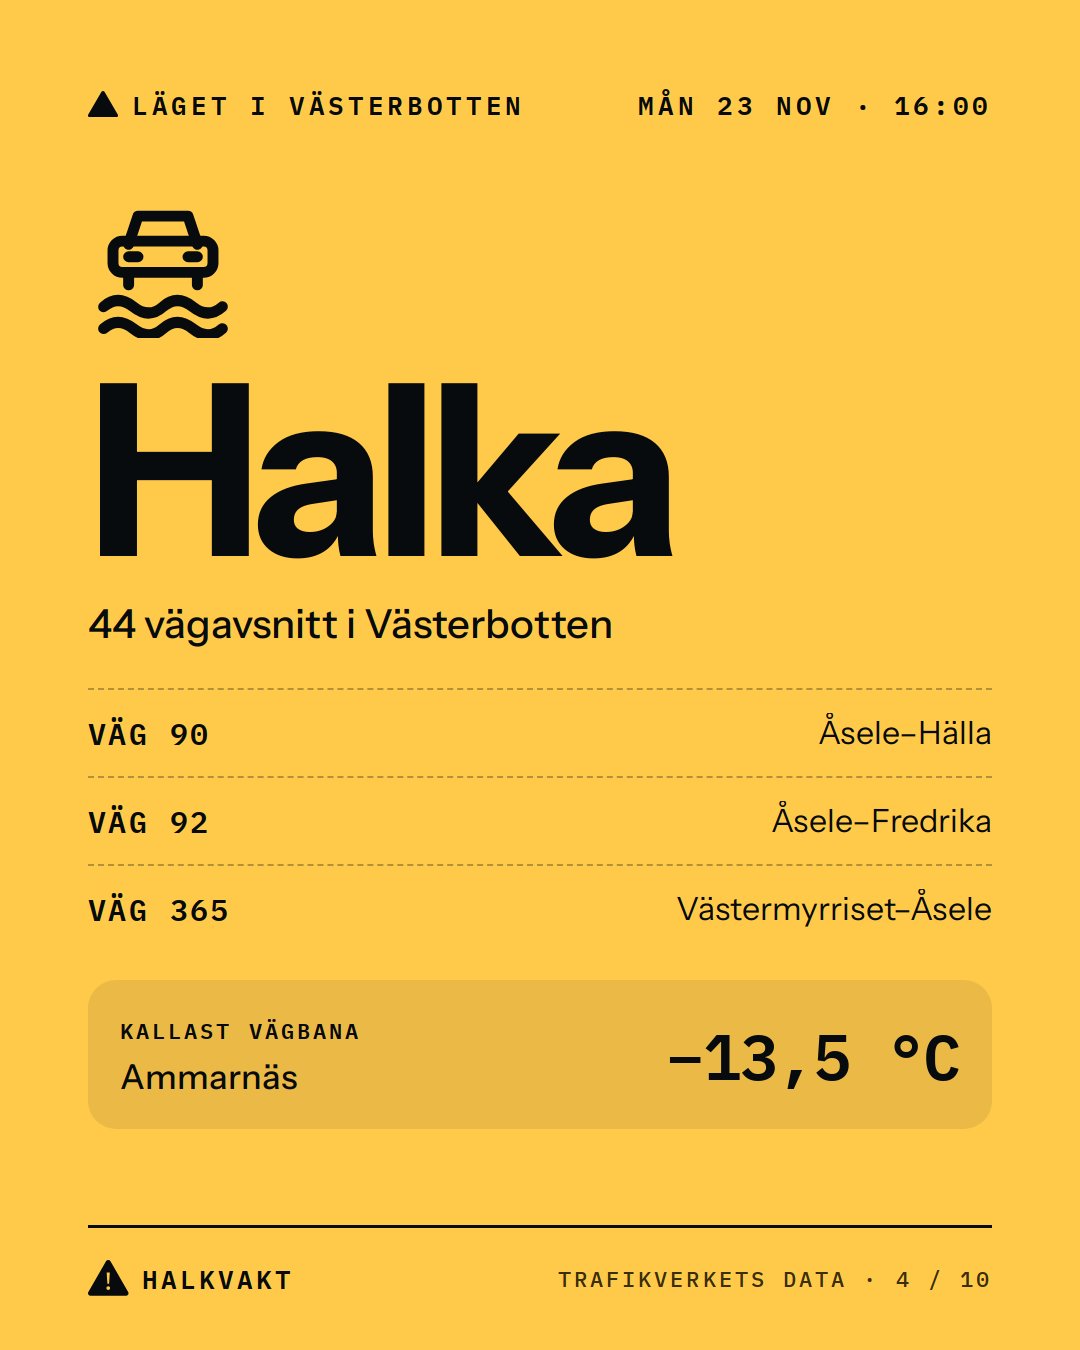 LÄGET I VÄSTERBOTTEN MÅN 23 NOV · 16:00
Halka
44 vägavsnitt i Västerbotten
VÄG 90 Åsele–Hälla
VÄG 92 Åsele–Fredrika
VÄG 365 Västermyrriset–Åsele
KALLAST VÄGBANA
Ammarnäs −13,5 °C
HALKVAKT TRAFIKVERKETS DATA · 4 / 10